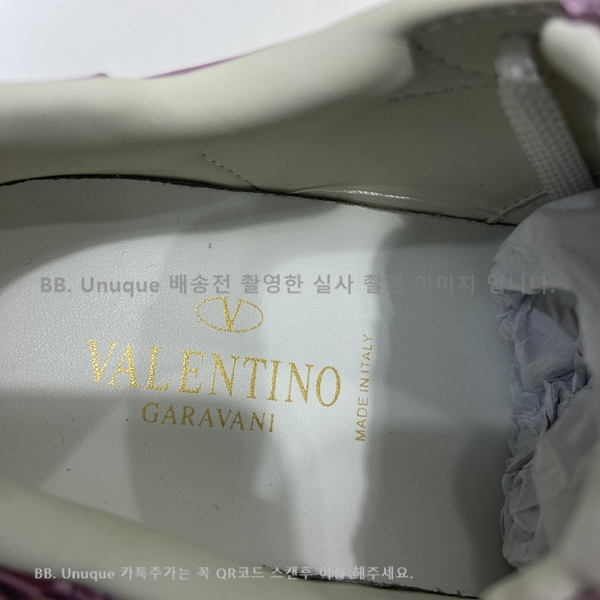 BB. Unuque 배송전 촬영한 실사 촬영 이미지 입니다.
V
VALENTINO
GARAVANI
MADE IN ITALY
BB. Unuque 카톡추가는 꼭 QR코드 스캔후 이용 해주세요.